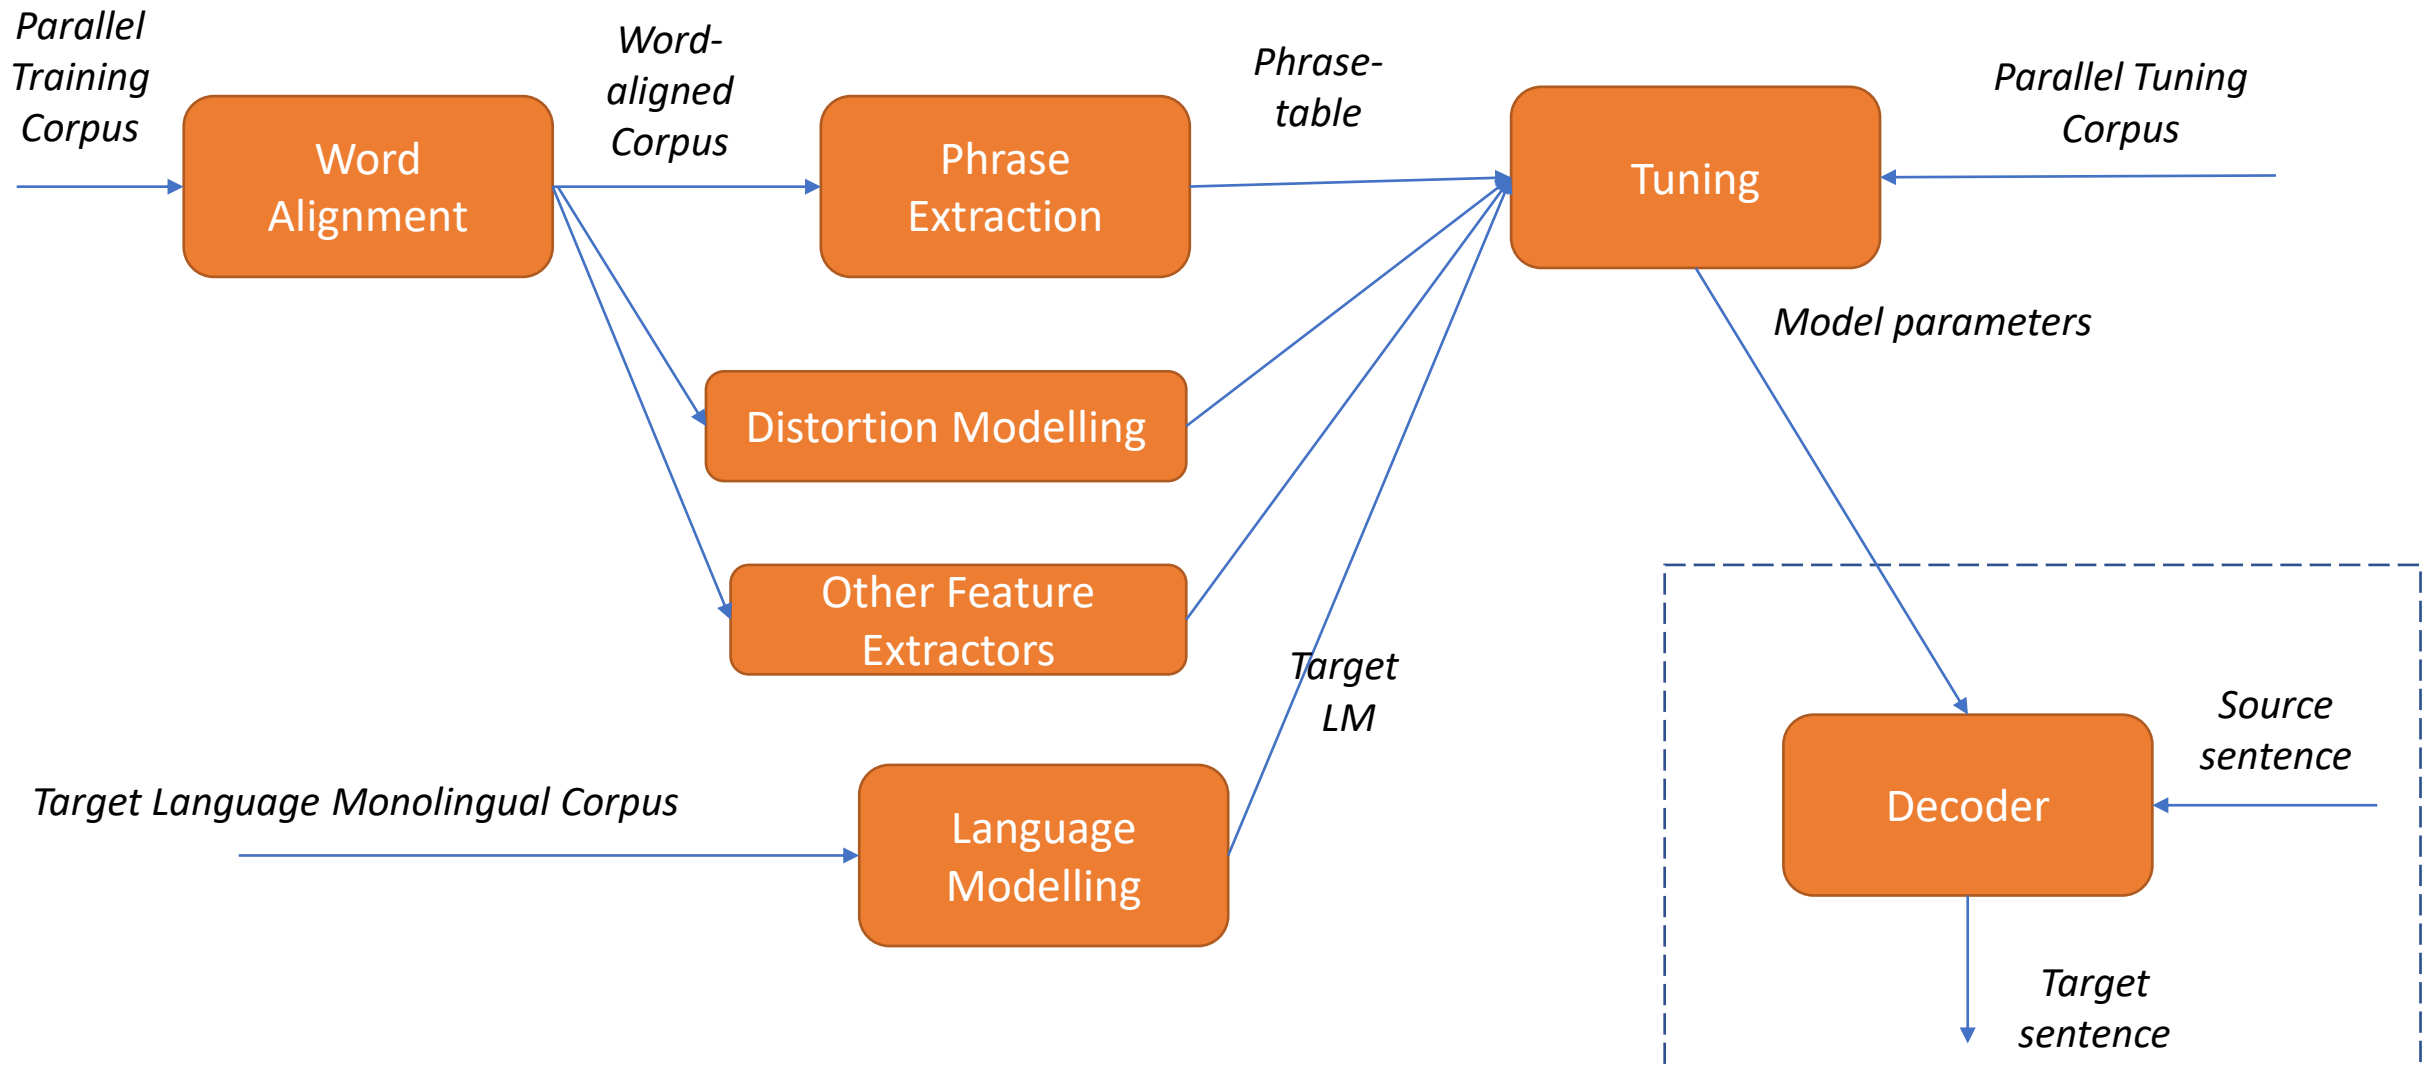 Parallel
Training
Corpus
Word
Alignment
Word-
aligned
Corpus
Phrase
Extraction
Phrase-
table
Tuning
Parallel Tuning
Corpus
Model parameters
Distortion Modelling
Other Feature
Extractors
Target
LM
Target Language Monolingual Corpus
Language
Modelling
Decoder
Source
sentence
Target
sentence